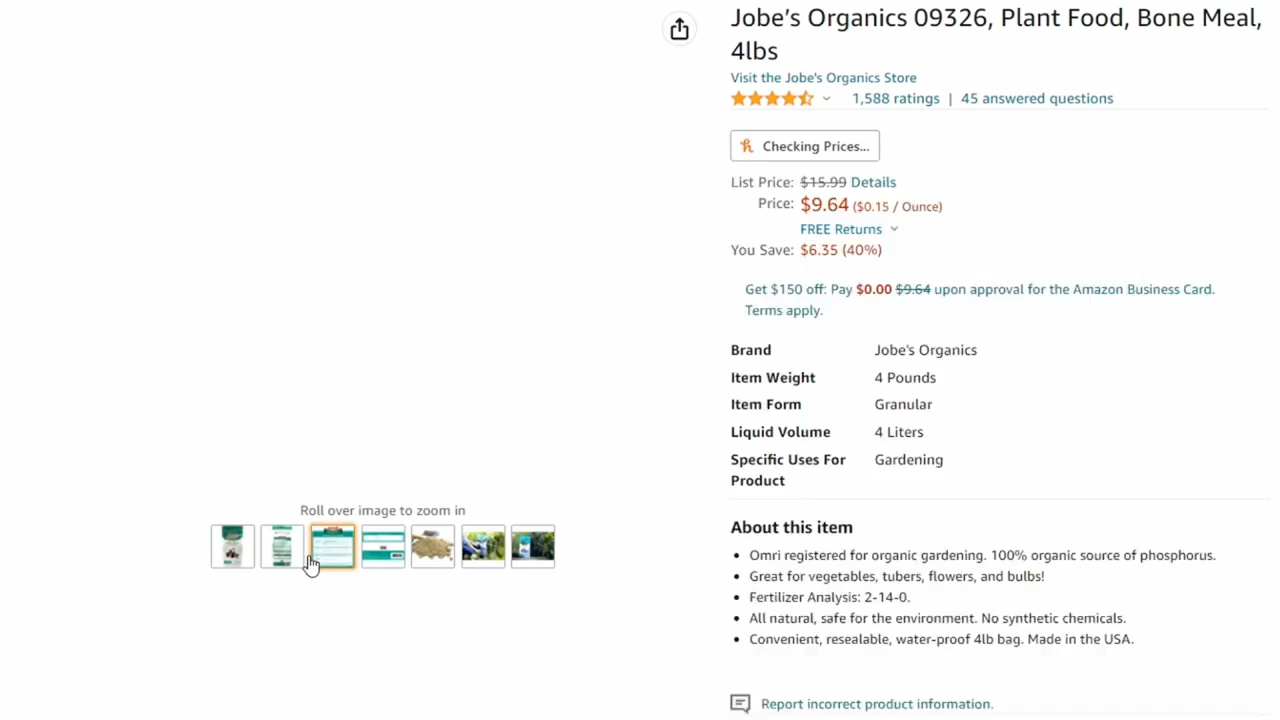 Jobe's Organics 09326, Plant Food, Bone Meal,
4lbs
Visit the Jobe's Organics Store
1,588 ratings | 45 answered questions
Checking Prices...
List Price: $15.99 Details
Price: $9.64 ($0.15 / Ounce)
FREE Returns
You Save: $6.35 (40%)
Get $150 off: Pay $0.00 $9.64 upon approval for the Amazon Business Card.
Terms apply.
Brand Jobe's Organics
Item Weight 4 Pounds
Item Form Granular
Liquid Volume 4 Liters
Specific Uses For Gardening
Product
Roll over image to zoom in
About this item
• Omri registered for organic gardening. 100% organic source of phosphorus.
• Great for vegetables, tubers, flowers, and bulbs!
• Fertilizer Analysis: 2-14-0.
• All natural, safe for the environment. No synthetic chemicals.
• Convenient, resealable, water-proof 4lb bag. Made in the USA.
Report incorrect product information.